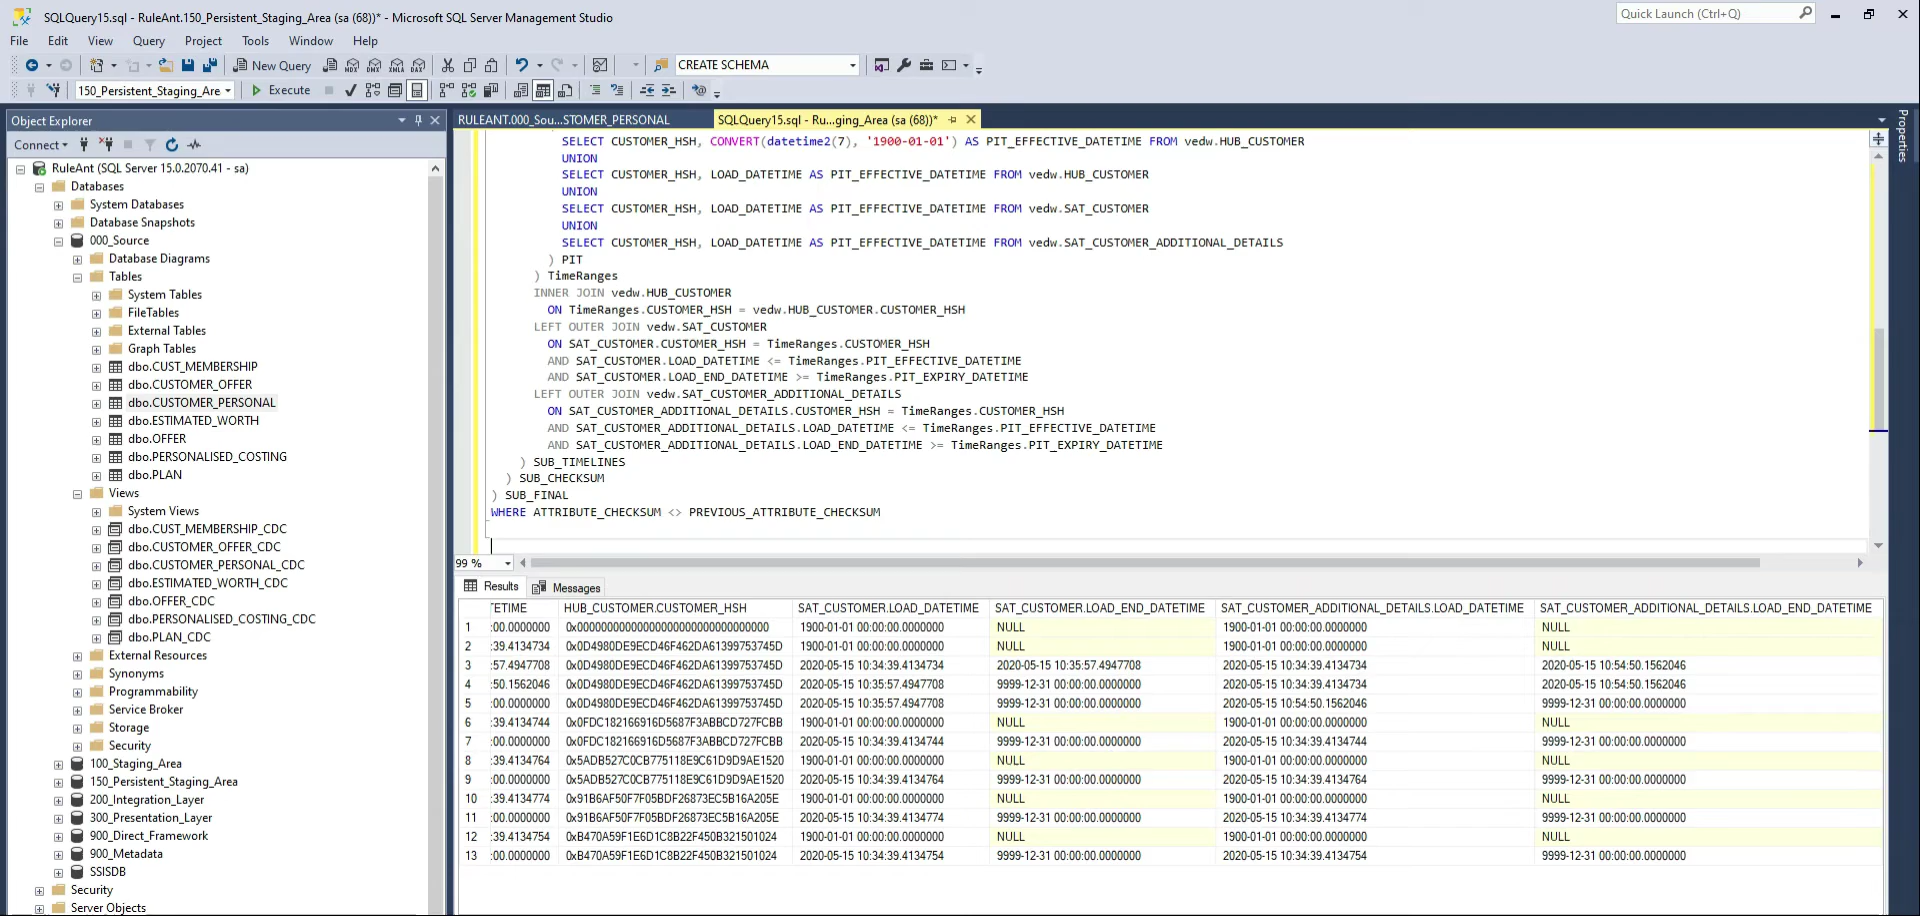 SQLQuery15.sql - RuleAnt.150_Persistent_Staging_Area (sa (68))* - Microsoft SQL Server Management Studio
Quick Launch (Ctrl+Q)
File Edit View Query Project Tools Window Help
New Query
MDX DMX XMLA DAX
CREATE SCHEMA
150_Persistent_Staging_Are
Execute
Object Explorer
Connect
RuleAnt (SQL Server 15.0.2070.41 - sa)
Databases
System Databases
Database Snapshots
000_Source
Database Diagrams
Tables
System Tables
FileTables
External Tables
Graph Tables
dbo.CUST_MEMBERSHIP
dbo.CUSTOMER_OFFER
dbo.CUSTOMER_PERSONAL
dbo.ESTIMATED_WORTH
dbo.OFFER
dbo.PERSONALISED_COSTING
dbo.PLAN
Views
System Views
dbo.CUST_MEMBERSHIP_CDC
dbo.CUSTOMER_OFFER_CDC
dbo.CUSTOMER_PERSONAL_CDC
dbo.ESTIMATED_WORTH_CDC
dbo.OFFER_CDC
dbo.PERSONALISED_COSTING_CDC
dbo.PLAN_CDC
External Resources
Synonyms
Programmability
Service Broker
Storage
Security
100_Staging_Area
150_Persistent_Staging_Area
200_Integration_Layer
300_Presentation_Layer
900_Direct_Framework
900_Metadata
SSISDB
Security
Server Objects
RULEANT.000_Sou...STOMER_PERSONAL
SQLQuery15.sql - Ru...ging_Area (sa (68))*
Properties
SELECT CUSTOMER_HSH, CONVERT(datetime2(7), '1900-01-01') AS PIT_EFFECTIVE_DATETIME FROM vedw.HUB_CUSTOMER
UNION
SELECT CUSTOMER_HSH, LOAD_DATETIME AS PIT_EFFECTIVE_DATETIME FROM vedw.HUB_CUSTOMER
UNION
SELECT CUSTOMER_HSH, LOAD_DATETIME AS PIT_EFFECTIVE_DATETIME FROM vedw.SAT_CUSTOMER
UNION
SELECT CUSTOMER_HSH, LOAD_DATETIME AS PIT_EFFECTIVE_DATETIME FROM vedw.SAT_CUSTOMER_ADDITIONAL_DETAILS
) PIT
) TimeRanges
INNER JOIN vedw.HUB_CUSTOMER
ON TimeRanges.CUSTOMER_HSH = vedw.HUB_CUSTOMER.CUSTOMER_HSH
LEFT OUTER JOIN vedw.SAT_CUSTOMER
ON SAT_CUSTOMER.CUSTOMER_HSH = TimeRanges.CUSTOMER_HSH
AND SAT_CUSTOMER.LOAD_DATETIME <= TimeRanges.PIT_EFFECTIVE_DATETIME
AND SAT_CUSTOMER.LOAD_END_DATETIME >= TimeRanges.PIT_EXPIRY_DATETIME
LEFT OUTER JOIN vedw.SAT_CUSTOMER_ADDITIONAL_DETAILS
ON SAT_CUSTOMER_ADDITIONAL_DETAILS.CUSTOMER_HSH = TimeRanges.CUSTOMER_HSH
AND SAT_CUSTOMER_ADDITIONAL_DETAILS.LOAD_DATETIME <= TimeRanges.PIT_EFFECTIVE_DATETIME
AND SAT_CUSTOMER_ADDITIONAL_DETAILS.LOAD_END_DATETIME >= TimeRanges.PIT_EXPIRY_DATETIME
) SUB_TIMELINES
) SUB_CHECKSUM
) SUB_FINAL
WHERE ATTRIBUTE_CHECKSUM <> PREVIOUS_ATTRIBUTE_CHECKSUM
99 %
Results Messages
ETIME HUB_CUSTOMER.CUSTOMER_HSH SAT_CUSTOMER.LOAD_DATETIME SAT_CUSTOMER.LOAD_END_DATETIME SAT_CUSTOMER_ADDITIONAL_DETAILS.LOAD_DATETIME SAT_CUSTOMER_ADDITIONAL_DETAILS.LOAD_END_DATETIME
1 :00.0000000 0x00000000000000000000000000000000 1900-01-01 00:00:00.0000000 NULL 1900-01-01 00:00:00.0000000 NULL
2 :39.4134734 0x0D4980DE9ECD46F462DA61399753745D 1900-01-01 00:00:00.0000000 NULL 1900-01-01 00:00:00.0000000 NULL
3 :57.4947708 0x0D4980DE9ECD46F462DA61399753745D 2020-05-15 10:34:39.4134734 2020-05-15 10:35:57.4947708 2020-05-15 10:34:39.4134734 2020-05-15 10:54:50.1562046
4 :50.1562046 0x0D4980DE9ECD46F462DA61399753745D 2020-05-15 10:35:57.4947708 9999-12-31 00:00:00.0000000 2020-05-15 10:34:39.4134734 2020-05-15 10:54:50.1562046
5 :00.0000000 0x0D4980DE9ECD46F462DA61399753745D 2020-05-15 10:35:57.4947708 9999-12-31 00:00:00.0000000 2020-05-15 10:54:50.1562046 9999-12-31 00:00:00.0000000
6 :39.4134744 0x0FDC182166916D5687F3ABBCD727FCBB 1900-01-01 00:00:00.0000000 NULL 1900-01-01 00:00:00.0000000 NULL
7 :00.0000000 0x0FDC182166916D5687F3ABBCD727FCBB 2020-05-15 10:34:39.4134744 9999-12-31 00:00:00.0000000 2020-05-15 10:34:39.4134744 9999-12-31 00:00:00.0000000
8 :39.4134764 0x5ADB527C0CB775118E9C61D9D9AE1520 1900-01-01 00:00:00.0000000 NULL 1900-01-01 00:00:00.0000000 NULL
9 :00.0000000 0x5ADB527C0CB775118E9C61D9D9AE1520 2020-05-15 10:34:39.4134764 9999-12-31 00:00:00.0000000 2020-05-15 10:34:39.4134764 9999-12-31 00:00:00.0000000
10 :39.4134774 0x91B6AF50F7F05BDF26873EC5B16A205E 1900-01-01 00:00:00.0000000 NULL 1900-01-01 00:00:00.0000000 NULL
11 :00.0000000 0x91B6AF50F7F05BDF26873EC5B16A205E 2020-05-15 10:34:39.4134774 9999-12-31 00:00:00.0000000 2020-05-15 10:34:39.4134774 9999-12-31 00:00:00.0000000
12 :39.4134754 0xB470A59F1E6D1C8B22F450B321501024 1900-01-01 00:00:00.0000000 NULL 1900-01-01 00:00:00.0000000 NULL
13 :00.0000000 0xB470A59F1E6D1C8B22F450B321501024 2020-05-15 10:34:39.4134754 9999-12-31 00:00:00.0000000 2020-05-15 10:34:39.4134754 9999-12-31 00:00:00.0000000